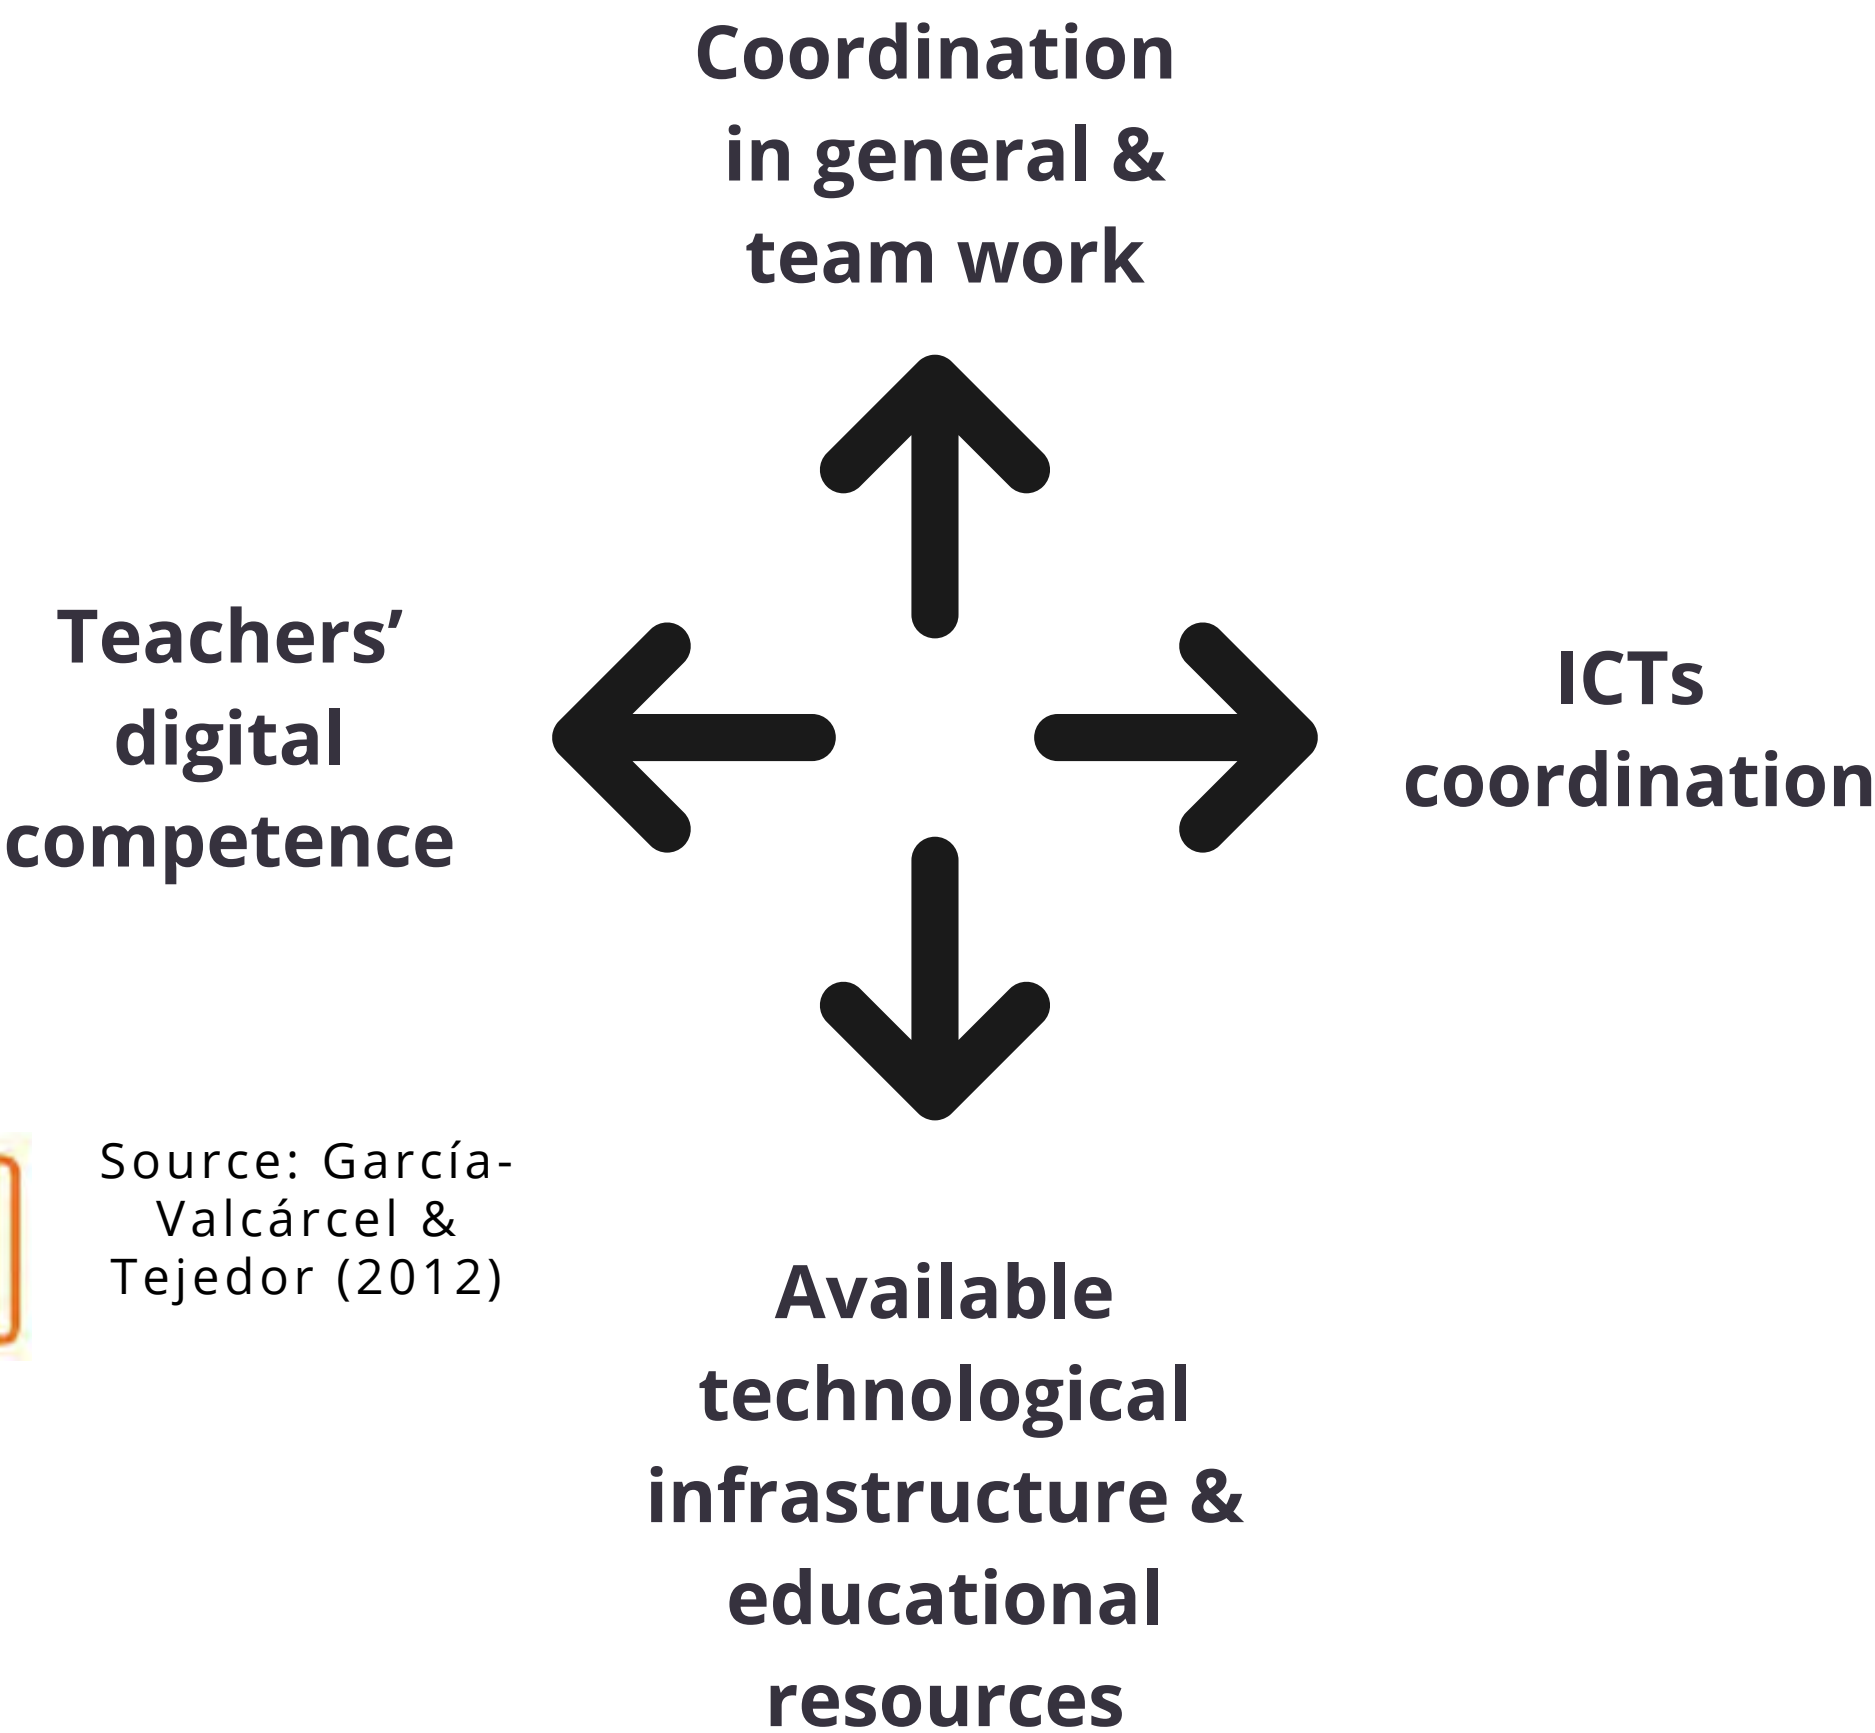 Coordination
in general &
team work
Teachers’
digital
competence
ICTs
coordination
Source: García-
Valcárcel &
Tejedor (2012)
Available
technological
infrastructure &
educational
resources